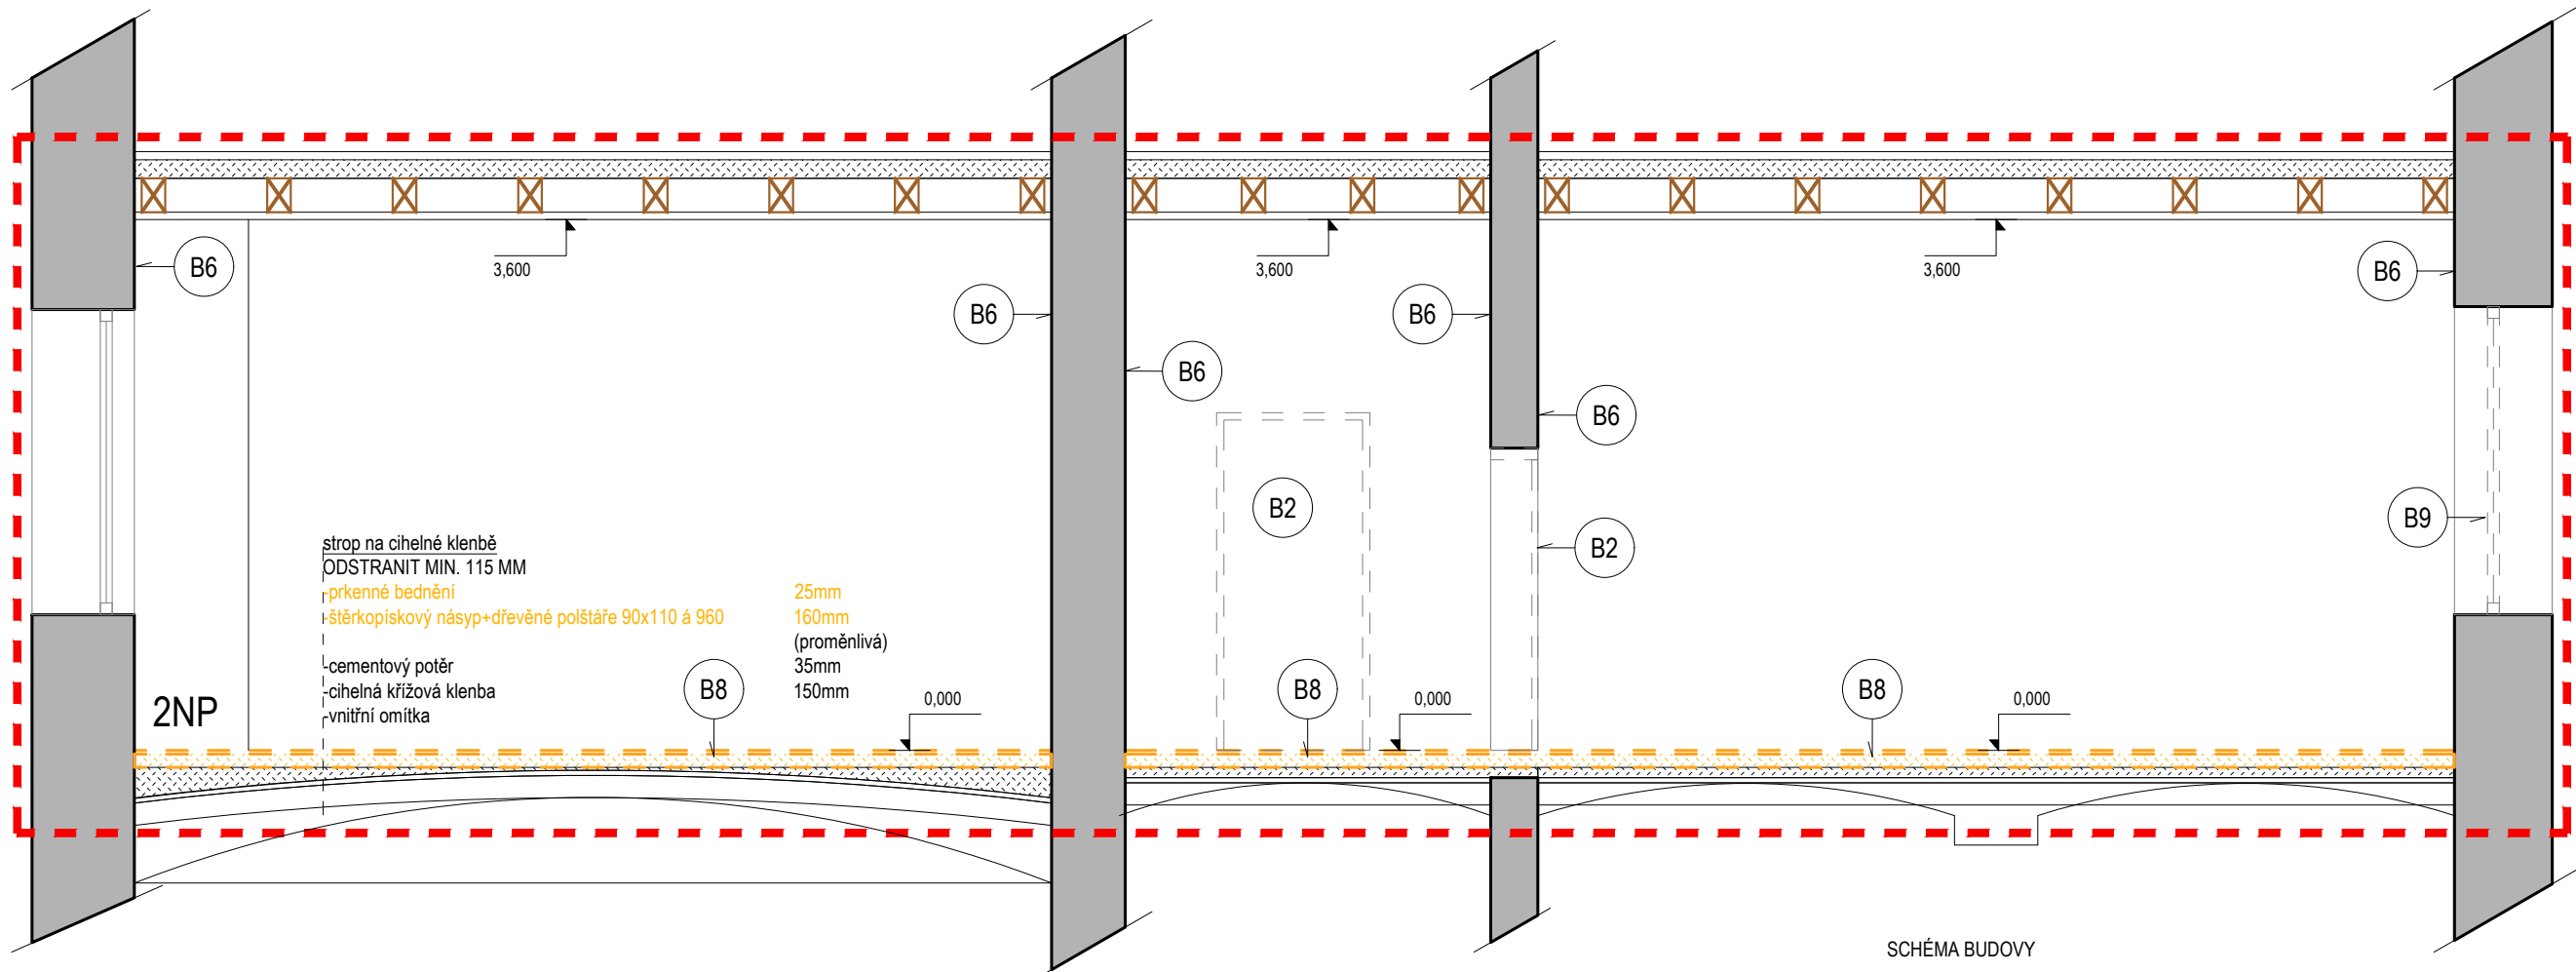 3,600
3,600
3,600
B6
B6
B6
B6
B6
B6
B2
B2
B9
strop na cihelné klenbě
ODSTRANIT MIN. 115 MM
-prkenné bednění 25mm
-štěrkopískový násyp+dřevěné polštáře 90x110 á 960 160mm
(proměnlivá)
-cementový potěr 35mm
-cihelná křížová klenba 150mm
-vnitřní omítka
2NP
B8
0,000
B8
0,000
B8
0,000
SCHÉMA BUDOVY